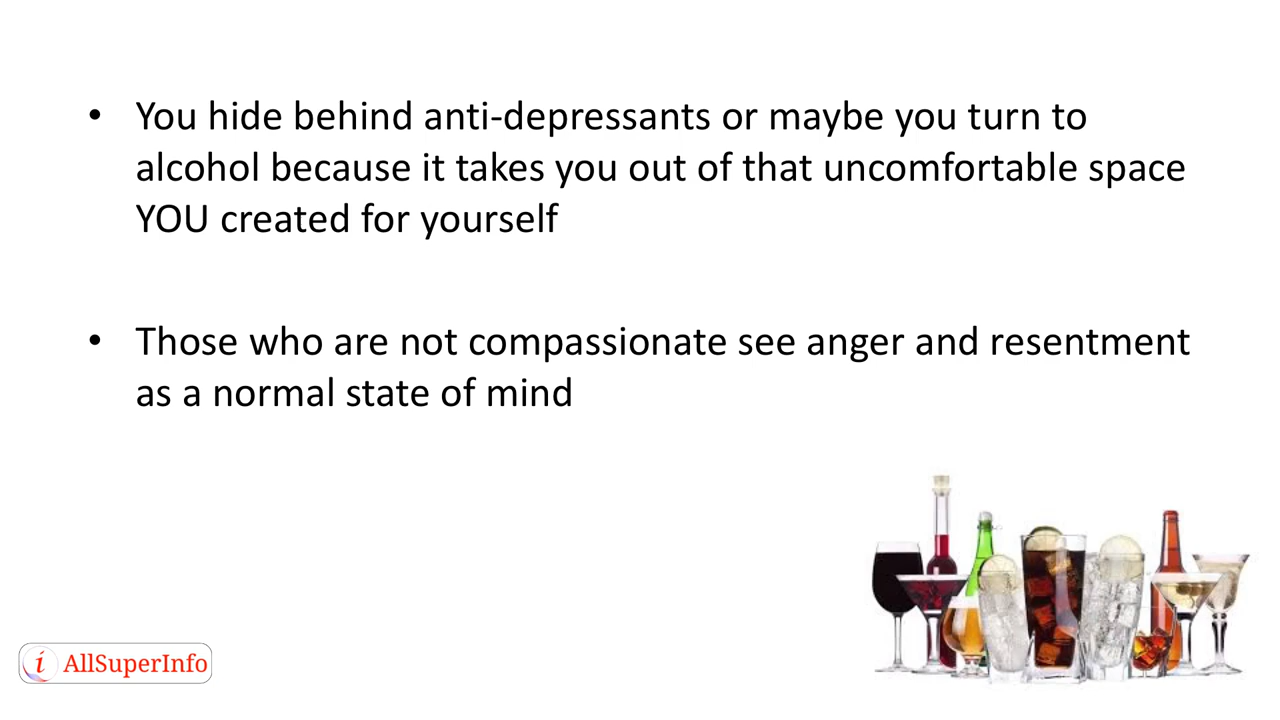 • You hide behind anti-depressants or maybe you turn to
alcohol because it takes you out of that uncomfortable space
YOU created for yourself
• Those who are not compassionate see anger and resentment
as a normal state of mind
i AllSuperInfo